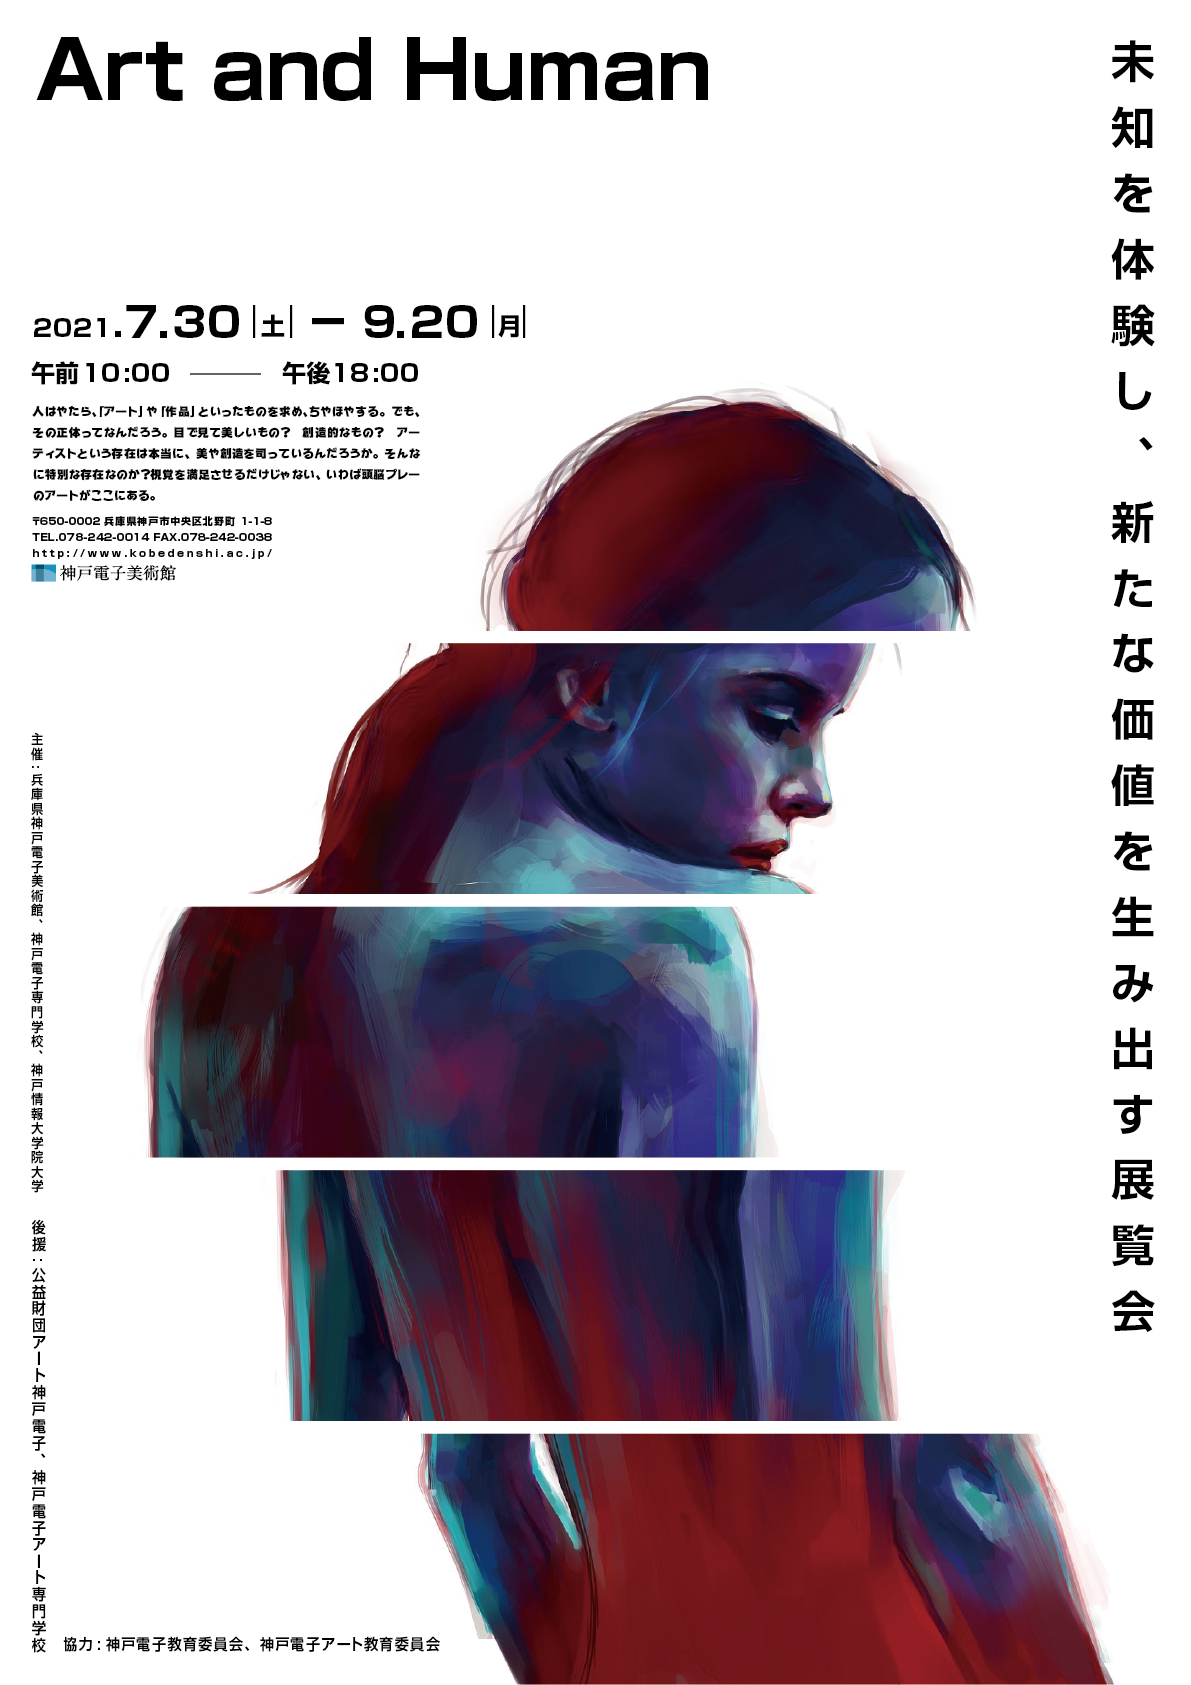 Art and Human
未知を体験し、新たな価値を生み出す展覧会
2021.7.30 土 ー 9.20 月
午前10:00 ── 午後18:00
人はやたら、「アート」や「作品」といったものを求め、ちやほやする。でも、
その正体ってなんだろう。目で見て美しいもの? 創造的なもの? アー
ティストという存在は本当に、美や創造を司っているんだろうか。そんな
に特別な存在なのか?視覚を満足させるだけじゃない、いわば頭脳プレー
のアートがここにある。
〒650-0002 兵庫県神戸市中央区北野町 1-1-8
TEL.078-242-0014 FAX.078-242-0038
http://www.kobedenshi.ac.jp/
神戸電子美術館
主催：兵庫県神戸電子美術館、神戸電子専門学校、神戸情報大学院大学
後援：公益財団アート神戸電子、神戸電子アート専門学校
協力：神戸電子教育委員会、神戸電子アート教育委員会